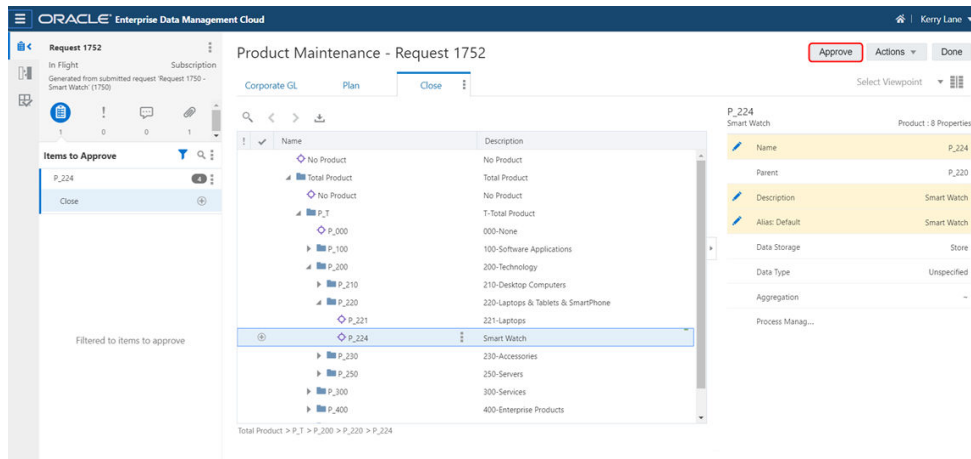 ORACLE Enterprise Data Management Cloud
Kerry Lane
Request 1752
In Flight Subscription
Generated from submitted request 'Request 1750 -
Smart Watch' (1750)
1 0 0 1
Items to Approve
P_224 4
Close
Filtered to items to approve
Product Maintenance - Request 1752
Approve Actions Done
Corporate GL Plan Close
Select Viewpoint
! Name Description
No Product No Product
Total Product Total Product
No Product No Product
P_T T-Total Product
P_000 000-None
P_100 100-Software Applications
P_200 200-Technology
P_210 210-Desktop Computers
P_220 220-Laptops & Tablets & SmartPhone
P_221 221-Laptops
P_224 Smart Watch
P_230 230-Accessories
P_250 250-Servers
P_300 300-Services
P_400 400-Enterprise Products
Total Product > P_T > P_200 > P_220 > P_224
P_224
Smart Watch Product : 8 Properties
Name P_224
Parent P_220
Description Smart Watch
Alias: Default Smart Watch
Data Storage Store
Data Type Unspecified
Aggregation –
Process Manag...